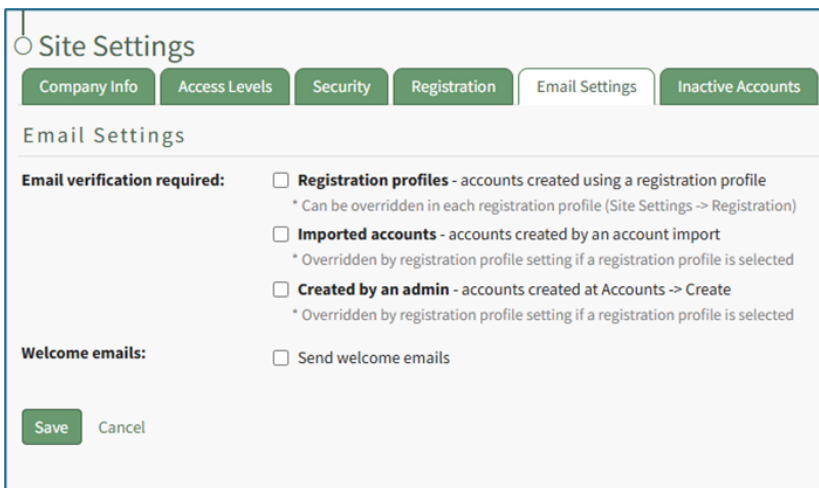 Site Settings
Company Info Access Levels Security Registration Email Settings Inactive Accounts
Email Settings
Email verification required: Registration profiles - accounts created using a registration profile
* Can be overridden in each registration profile (Site Settings -> Registration)
Imported accounts - accounts created by an account import
* Overridden by registration profile setting if a registration profile is selected
Created by an admin - accounts created at Accounts -> Create
* Overridden by registration profile setting if a registration profile is selected
Welcome emails: Send welcome emails
Save Cancel